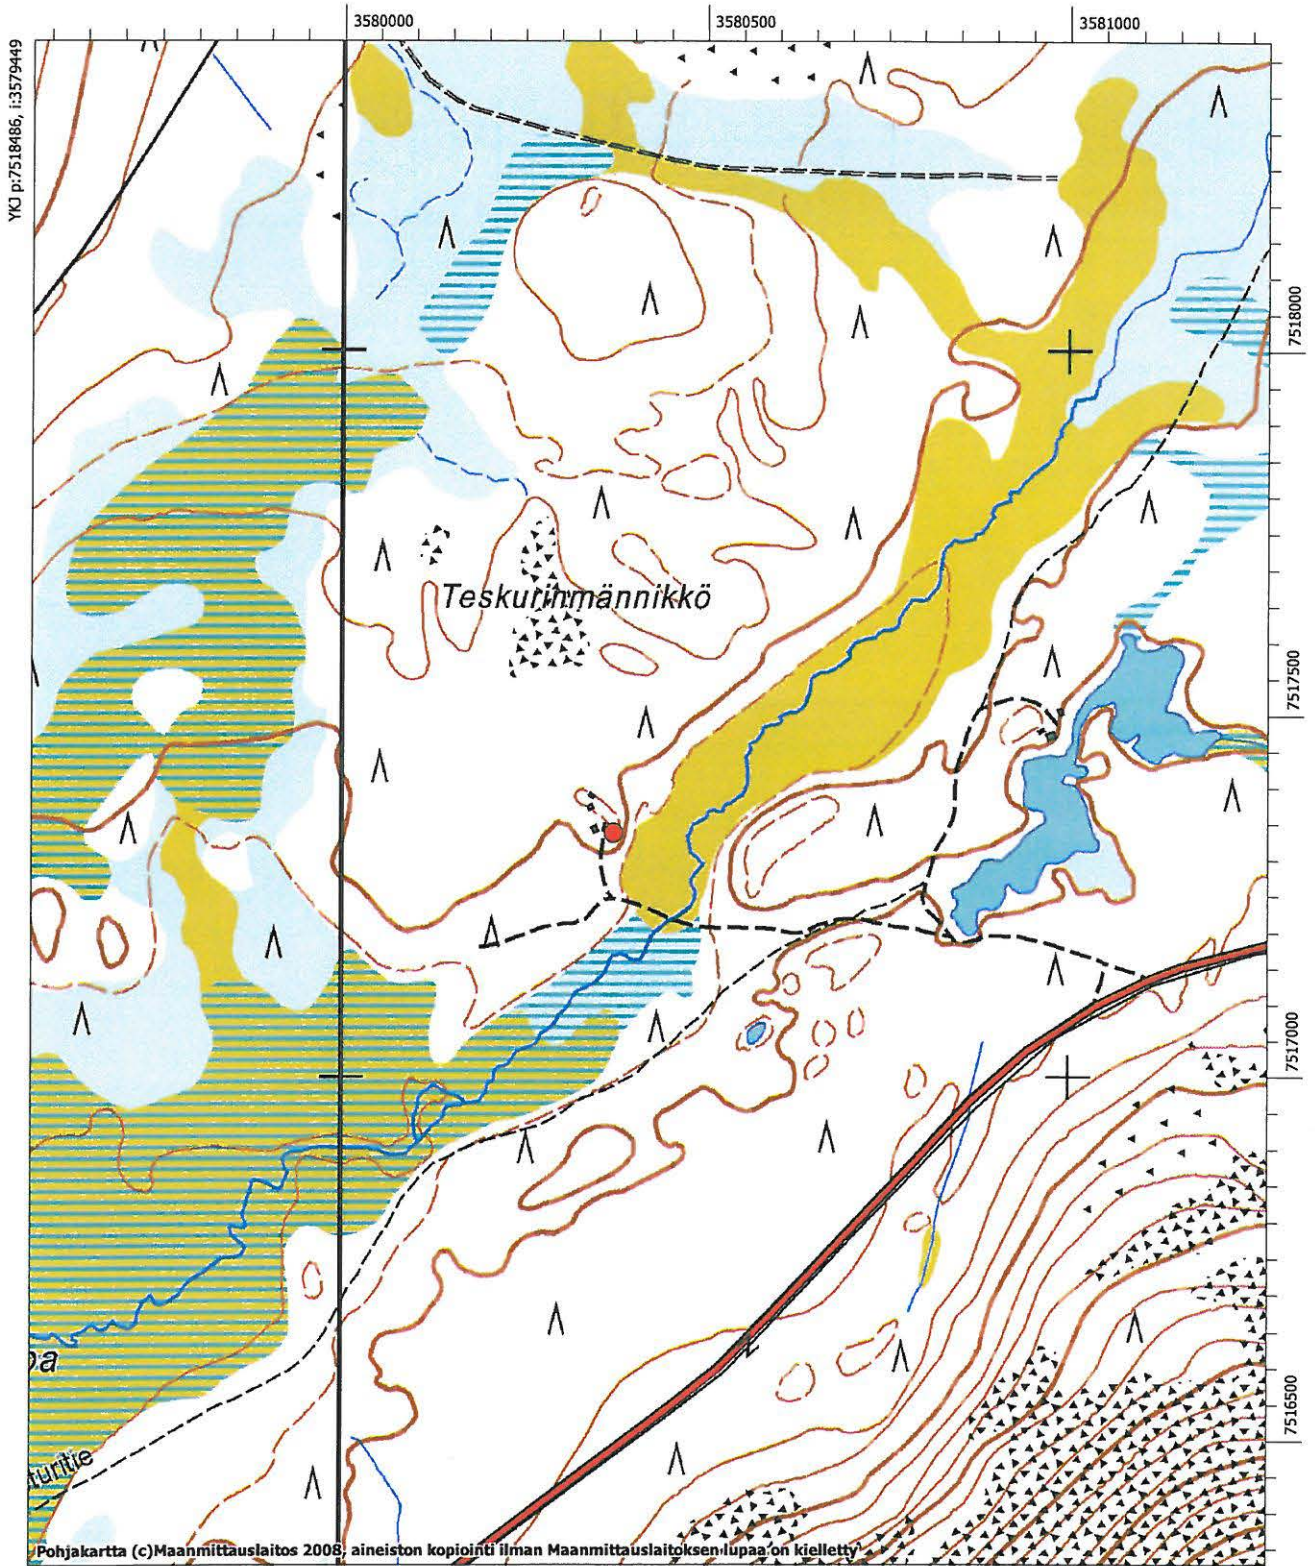 3580000
3580500
3581000
YKJ p:7518486, i:3579449
7518000
Teskurinmännikkö
7517500
7517000
pa
7516500
turitie
Pohjakartta (c)Maanmittauslaitos 2008, aineiston kopiointi ilman Maanmittauslaitoksen lupaa on kielletty